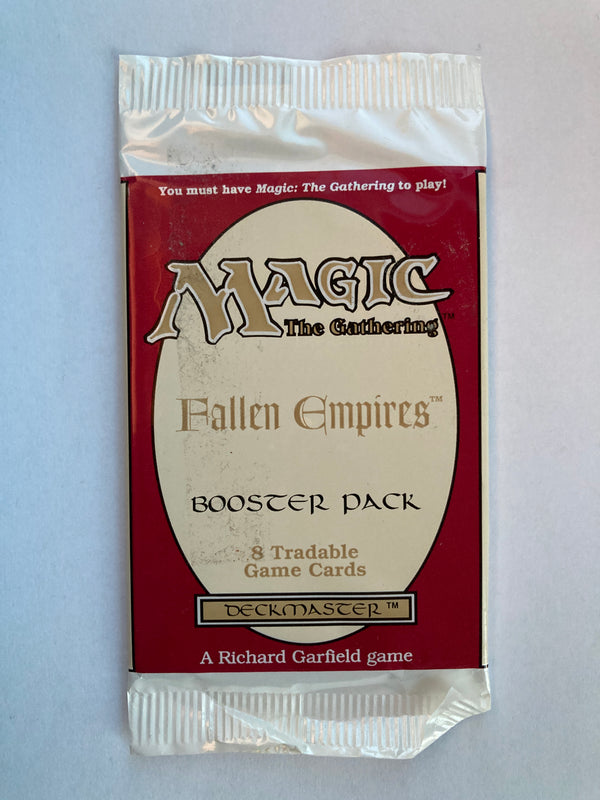 You must have Magic: The Gathering to play!
MAGIC
The Gathering™
Fallen Empires™
BOOSTER PACK
8 Tradable
Game Cards
DECKMASTER™
A Richard Garfield game